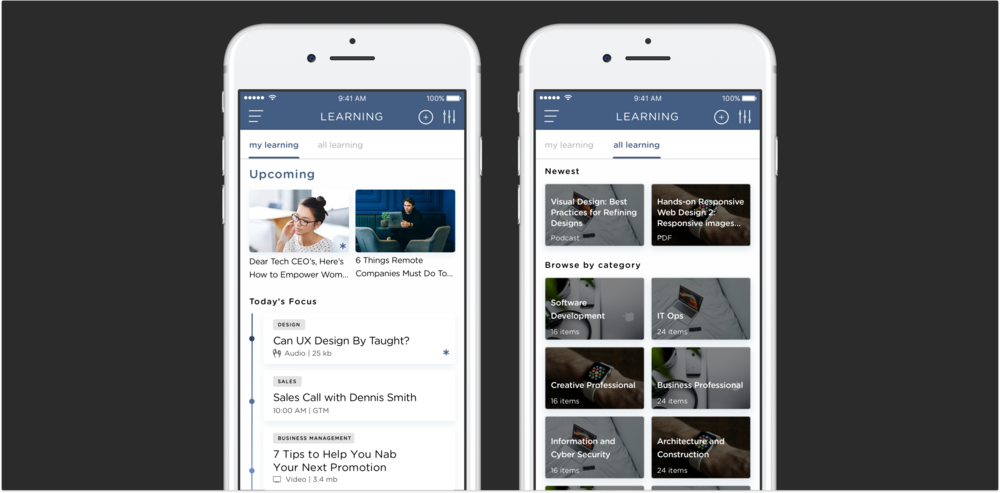 9:41 AM
100%
LEARNING
my learning
all learning
Upcoming
Dear Tech CEO's, Here's
How to Empower Wom...
6 Things Remote
Companies Must Do To...
Today's Focus
DESIGN
Can UX Design By Taught?
Audio | 25 kb
SALES
Sales Call with Dennis Smith
10:00 AM | GTM
BUSINESS MANAGEMENT
7 Tips to Help You Nab
Your Next Promotion
Video | 3.4 mb
9:41 AM
100%
LEARNING
my learning
all learning
Newest
Visual Design: Best
Practices for Refining
Designs
Podcast
Hands-on Responsive
Web Design 2:
Responsive images...
PDF
Browse by category
Software
Development
16 items
IT Ops
24 items
Creative Professional
16 items
Business Professional
24 items
Information and
Cyber Security
16 items
Architecture and
Construction
24 items